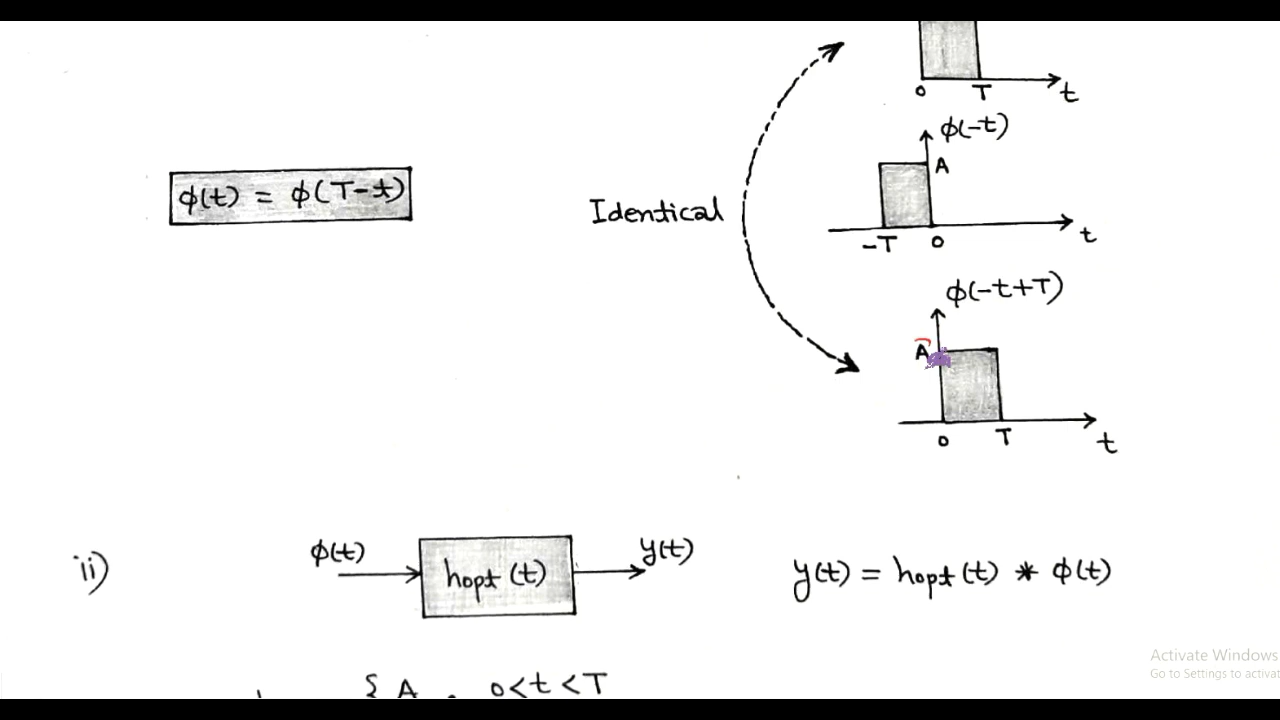 0 T t
ϕ(-t)
A
ϕ(t) = ϕ(T-t)
Identical
-T 0 t
ϕ(-t+T)
A
0 T t
ii) ϕ(t) hopt(t) y(t) y(t) = hopt(t) * ϕ(t)
{ A , 0<t<T
Activate Windows
Go to Settings to activat